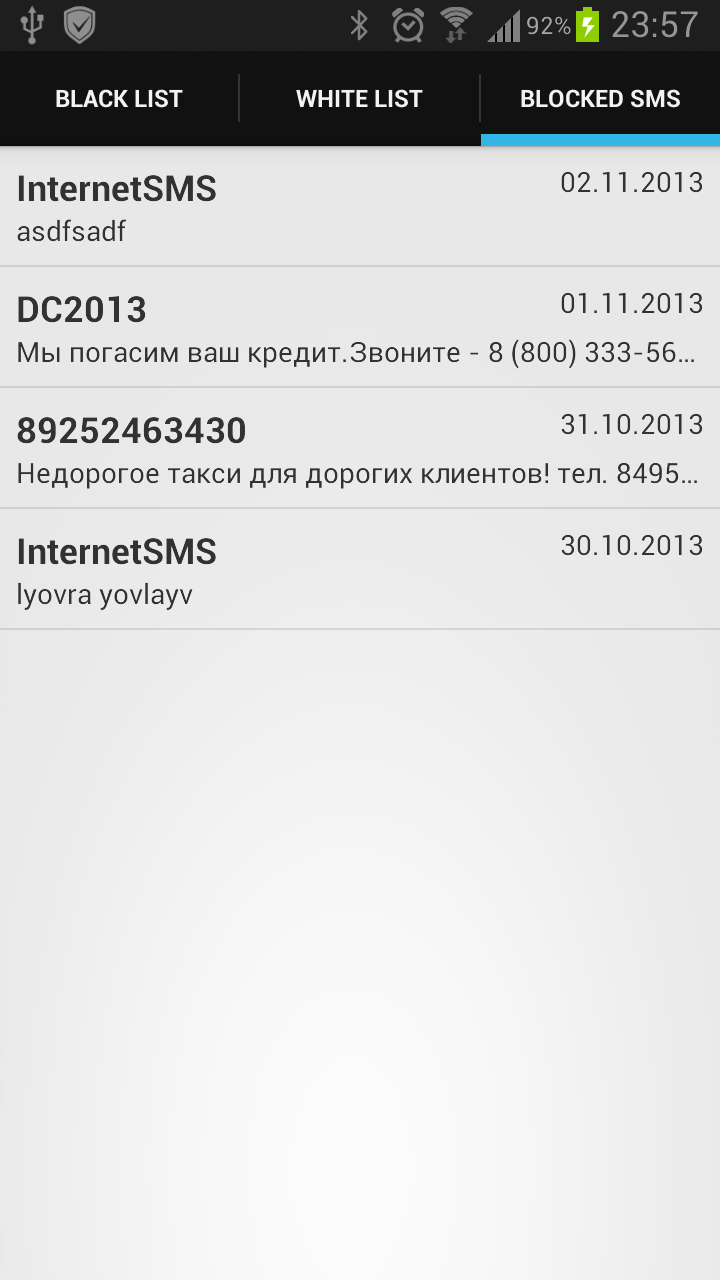 92% 23:57
BLACK LIST WHITE LIST BLOCKED SMS
InternetSMS 02.11.2013
asdfsadf
DC2013 01.11.2013
Мы погасим ваш кредит.Звоните - 8 (800) 333-56...
89252463430 31.10.2013
Недорогое такси для дорогих клиентов! тел. 8495...
InternetSMS 30.10.2013
lyovra yovlayv